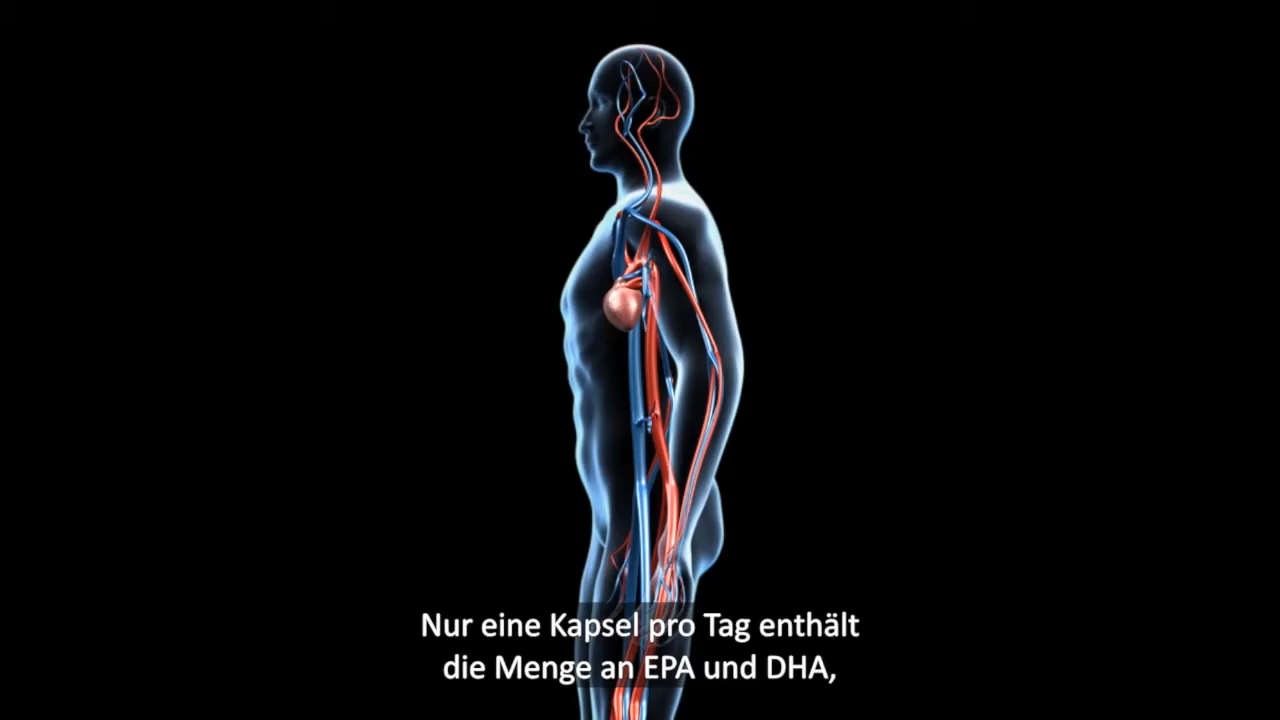 Nur eine Kapsel pro Tag enthält
die Menge an EPA und DHA,